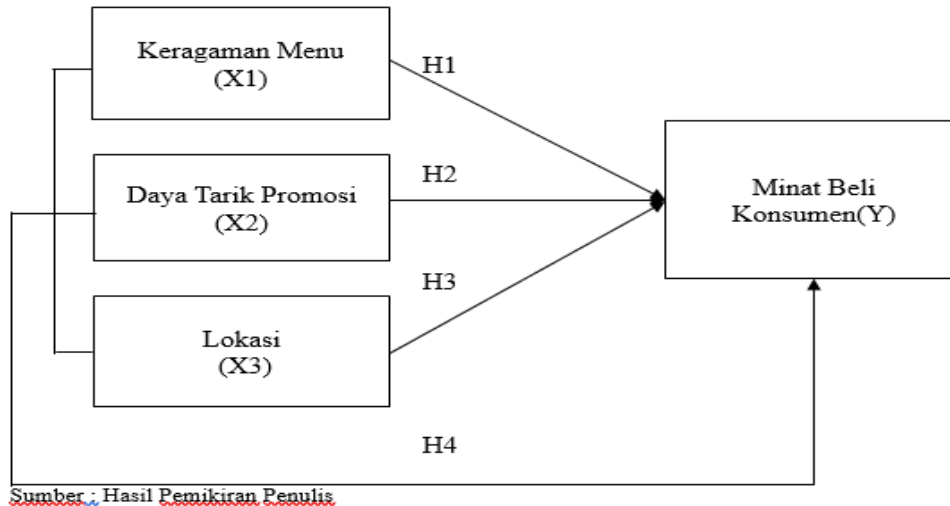 Keragaman Menu
(X1)
H1
Daya Tarik Promosi
(X2)
H2
Minat Beli
Konsumen(Y)
H3
Lokasi
(X3)
H4
Sumber : Hasil Pemikiran Penulis